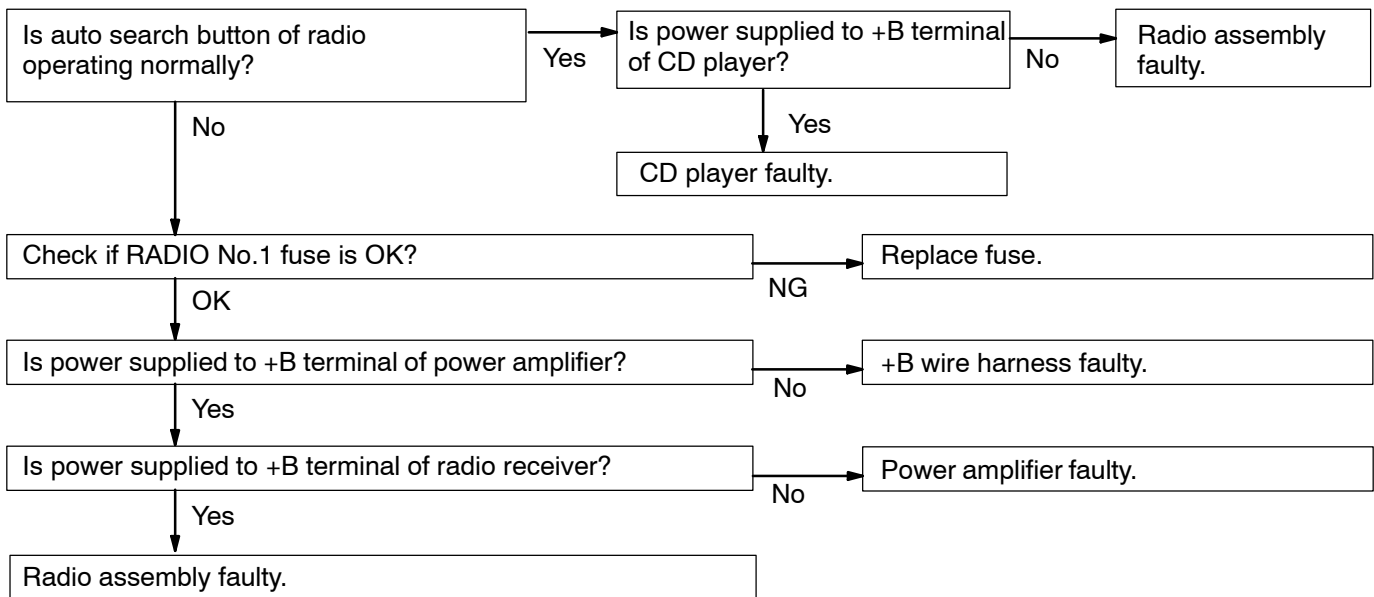 Is auto search button of radio
operating normally?
Yes
Is power supplied to +B terminal
of CD player?
No
Radio assembly
faulty.
No
Yes
CD player faulty.
Check if RADIO No.1 fuse is OK?
NG
Replace fuse.
OK
Is power supplied to +B terminal of power amplifier?
No
+B wire harness faulty.
Yes
Is power supplied to +B terminal of radio receiver?
No
Power amplifier faulty.
Yes
Radio assembly faulty.